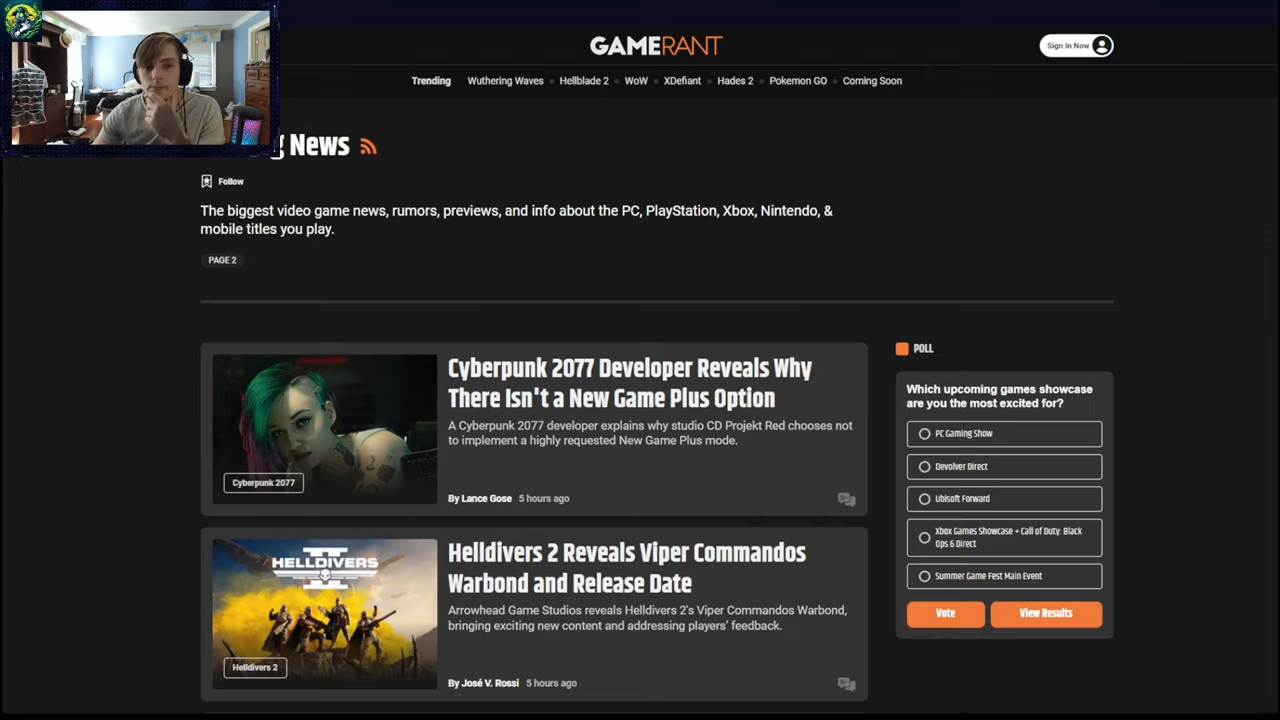 GAMERANT
Sign In Now
Trending
Wuthering Waves
Hellblade 2
WoW
XDefiant
Hades 2
Pokemon GO
Coming Soon
g News
Follow
The biggest video game news, rumors, previews, and info about the PC, PlayStation, Xbox, Nintendo, &
mobile titles you play.
PAGE 2
Cyberpunk 2077 Developer Reveals Why
There Isn't a New Game Plus Option
A Cyberpunk 2077 developer explains why studio CD Projekt Red chooses not
to implement a highly requested New Game Plus mode.
Cyberpunk 2077
By Lance Gose 5 hours ago
HELLDIVERS
II
Helldivers 2 Reveals Viper Commandos
Warbond and Release Date
Arrowhead Game Studios reveals Helldivers 2's Viper Commandos Warbond,
bringing exciting new content and addressing players' feedback.
Helldivers 2
By José V. Rossi 5 hours ago
POLL
Which upcoming games showcase
are you the most excited for?
PC Gaming Show
Devolver Direct
Ubisoft Forward
Xbox Games Showcase + Call of Duty: Black
Ops 6 Direct
Summer Game Fest Main Event
Vote
View Results